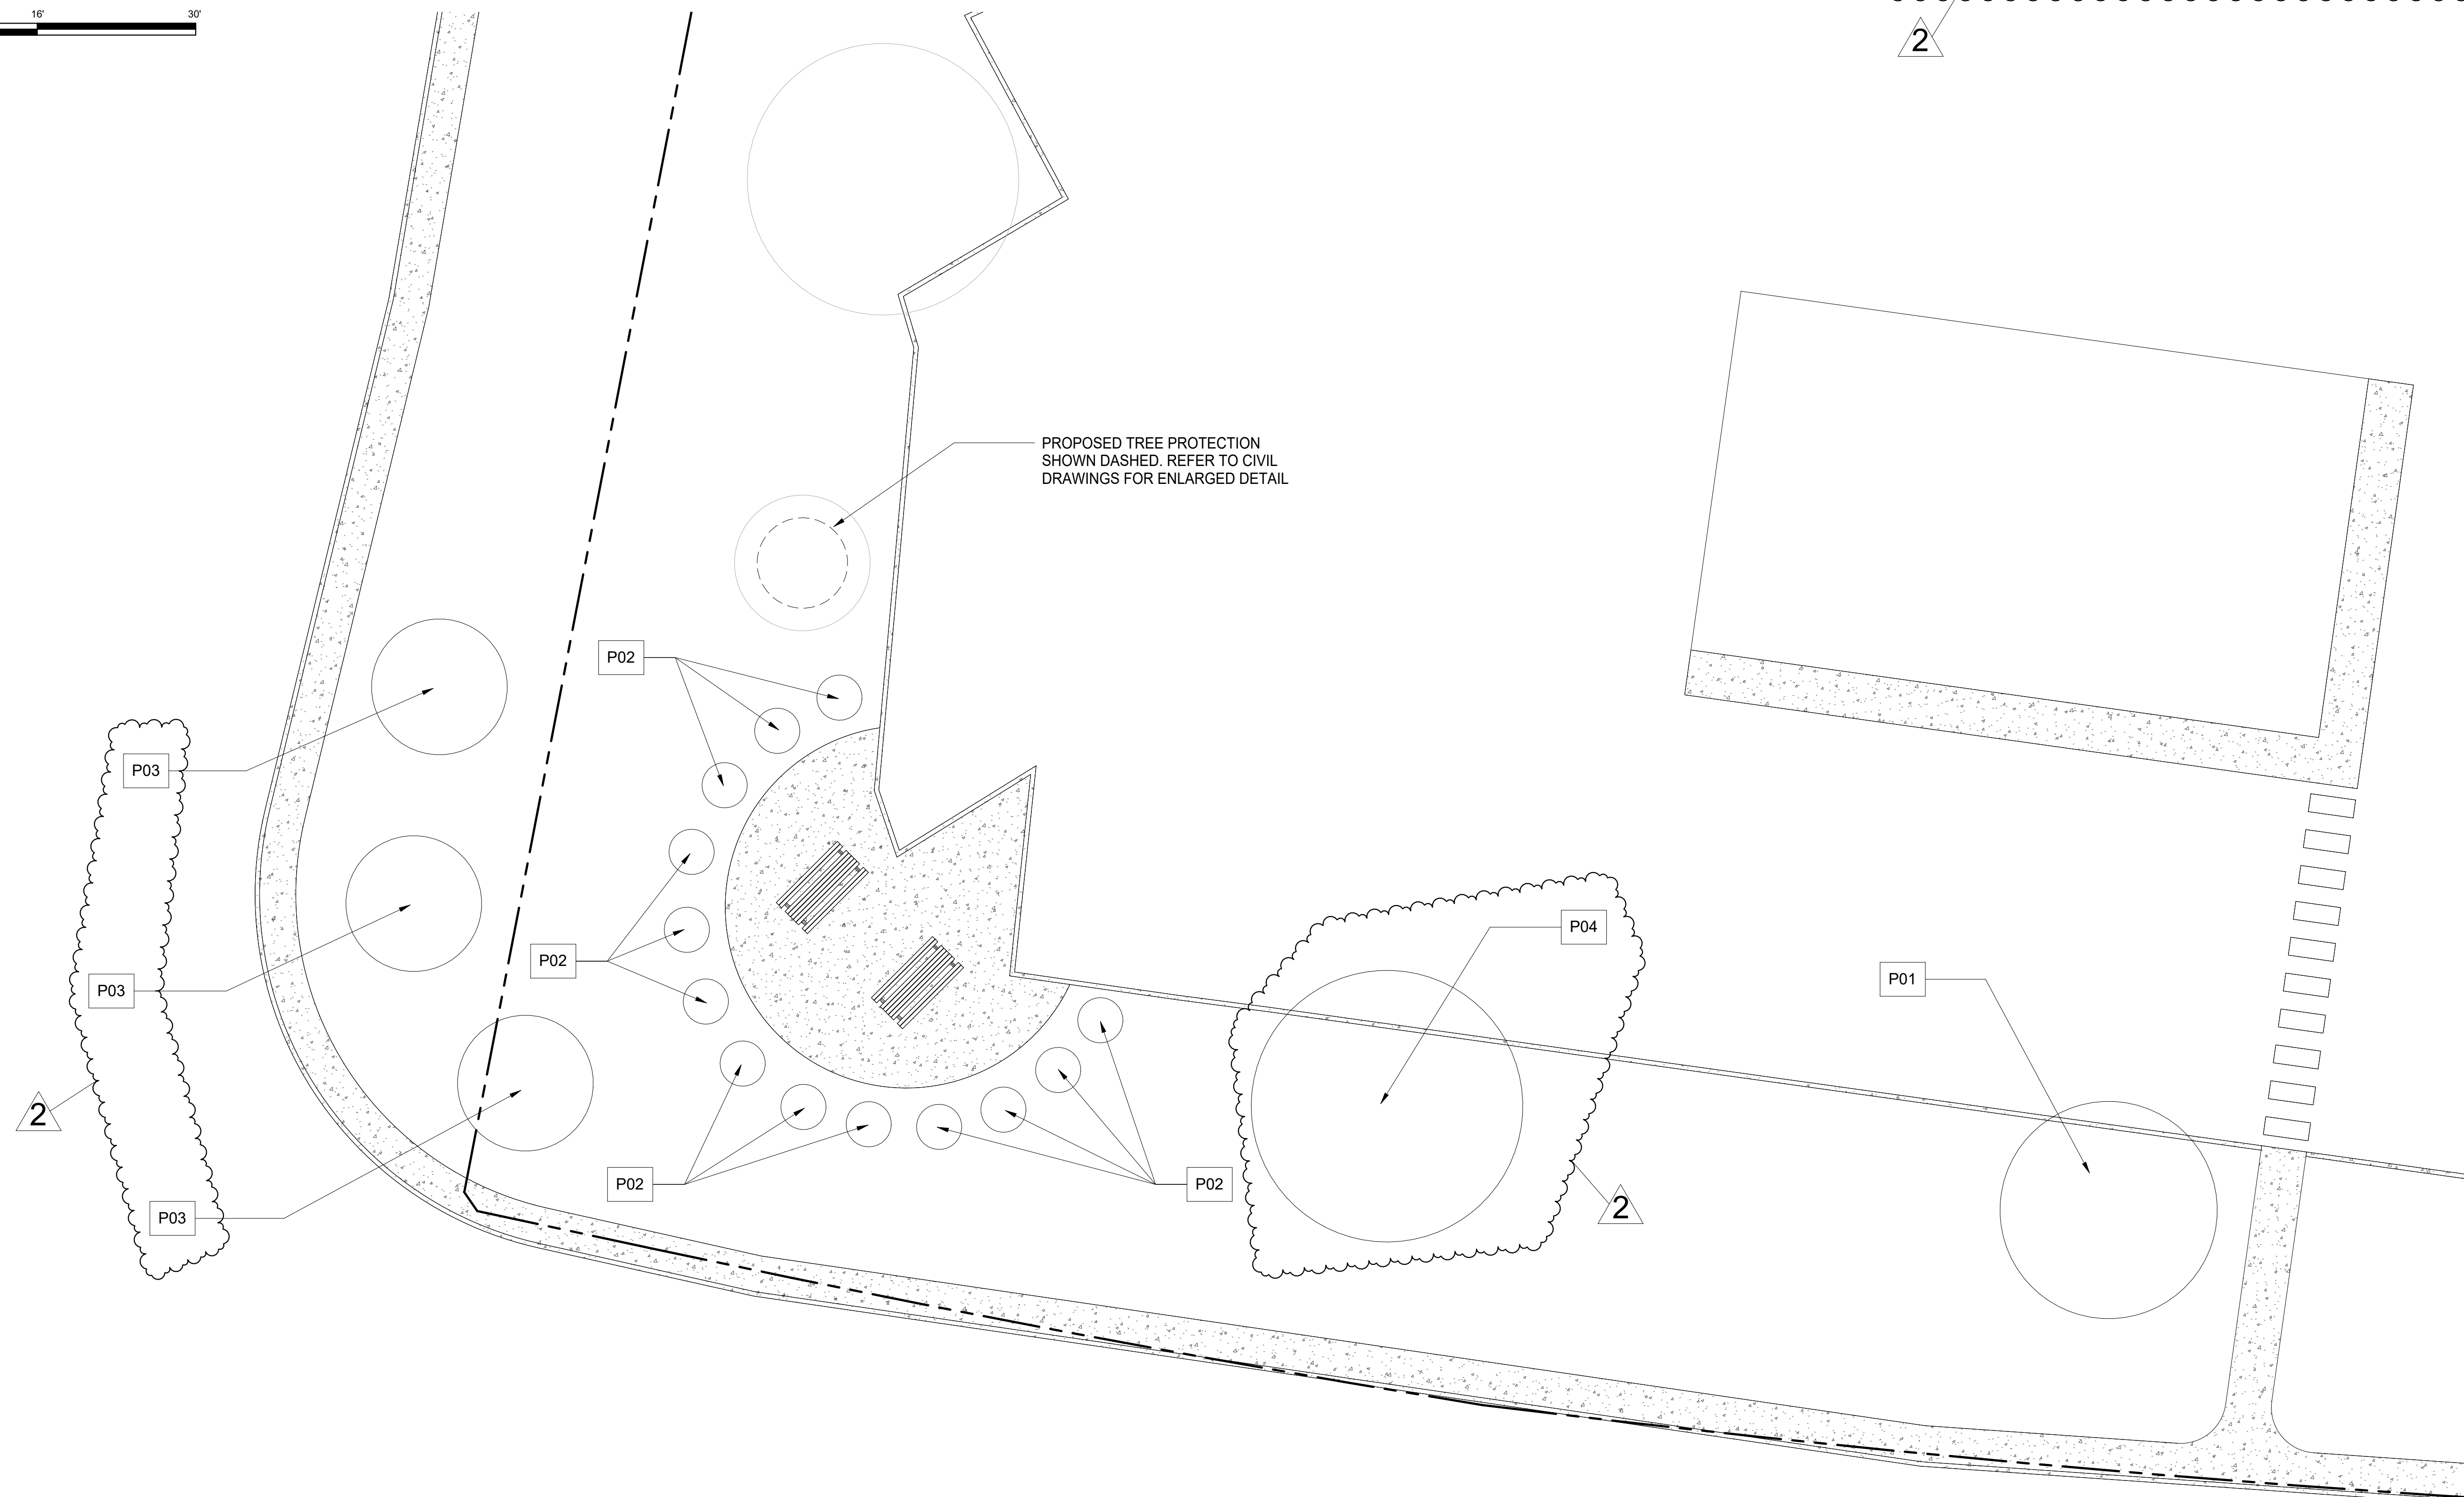 16'
30'
2
PROPOSED TREE PROTECTION
SHOWN DASHED. REFER TO CIVIL
DRAWINGS FOR ENLARGED DETAIL
P02
P03
P04
P02
P01
P03
2
P02
P02
2
P03